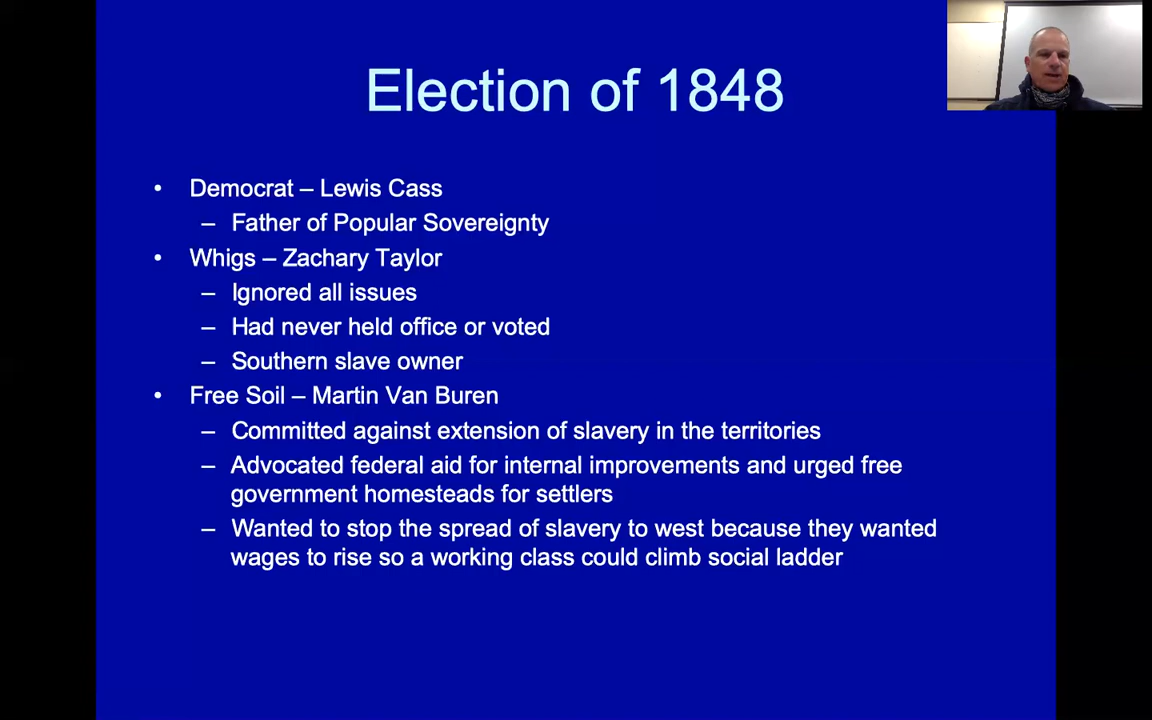 Election of 1848
• Democrat – Lewis Cass
– Father of Popular Sovereignty
• Whigs – Zachary Taylor
– Ignored all issues
– Had never held office or voted
– Southern slave owner
• Free Soil – Martin Van Buren
– Committed against extension of slavery in the territories
– Advocated federal aid for internal improvements and urged free
government homesteads for settlers
– Wanted to stop the spread of slavery to west because they wanted
wages to rise so a working class could climb social ladder